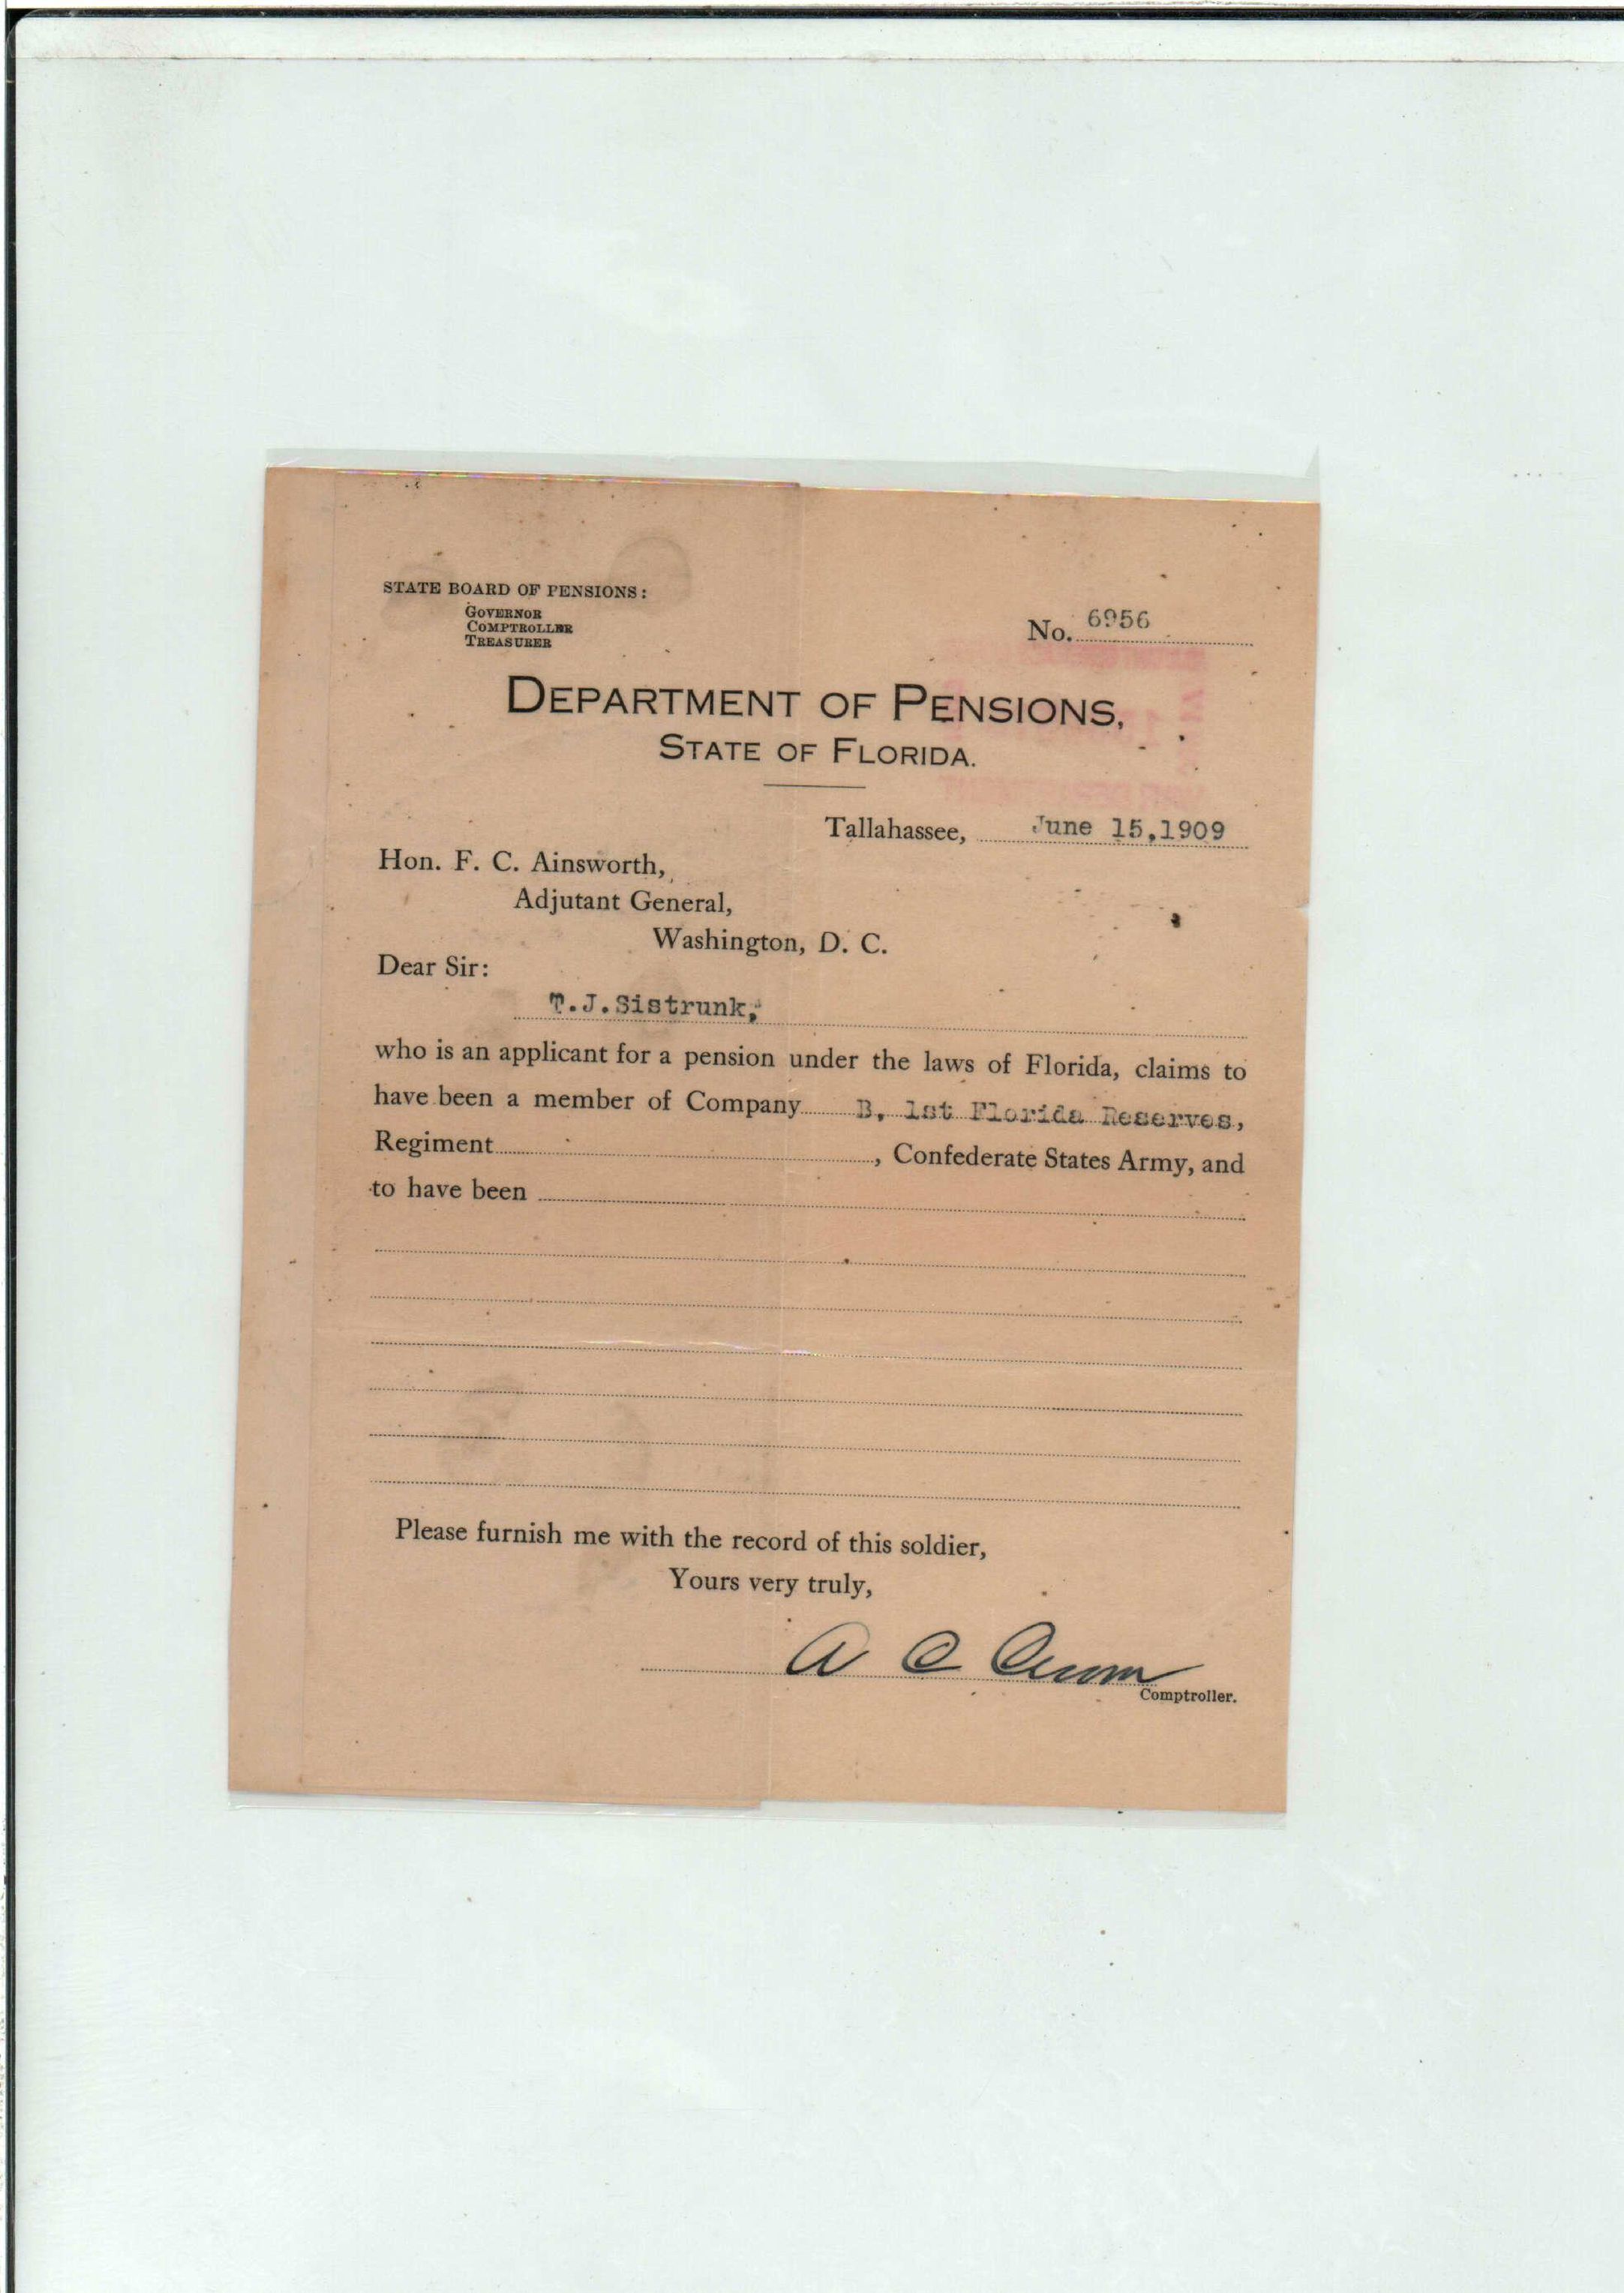 STATE BOARD OF PENSIONS:
GOVERNOR
COMPTROLLER
TREASURER
No. 6956
DEPARTMENT OF PENSIONS,
STATE OF FLORIDA.
Tallahassee, June 15,1909
Hon. F. C. Ainsworth,
Adjutant General,
Washington, D. C.
Dear Sir:
T.J.Sistrunk,
who is an applicant for a pension under the laws of Florida, claims to
have been a member of Company B, 1st Florida Reserves,
Regiment, Confederate States Army, and
to have been
Please furnish me with the record of this soldier,
Yours very truly,
A C Croom
Comptroller.